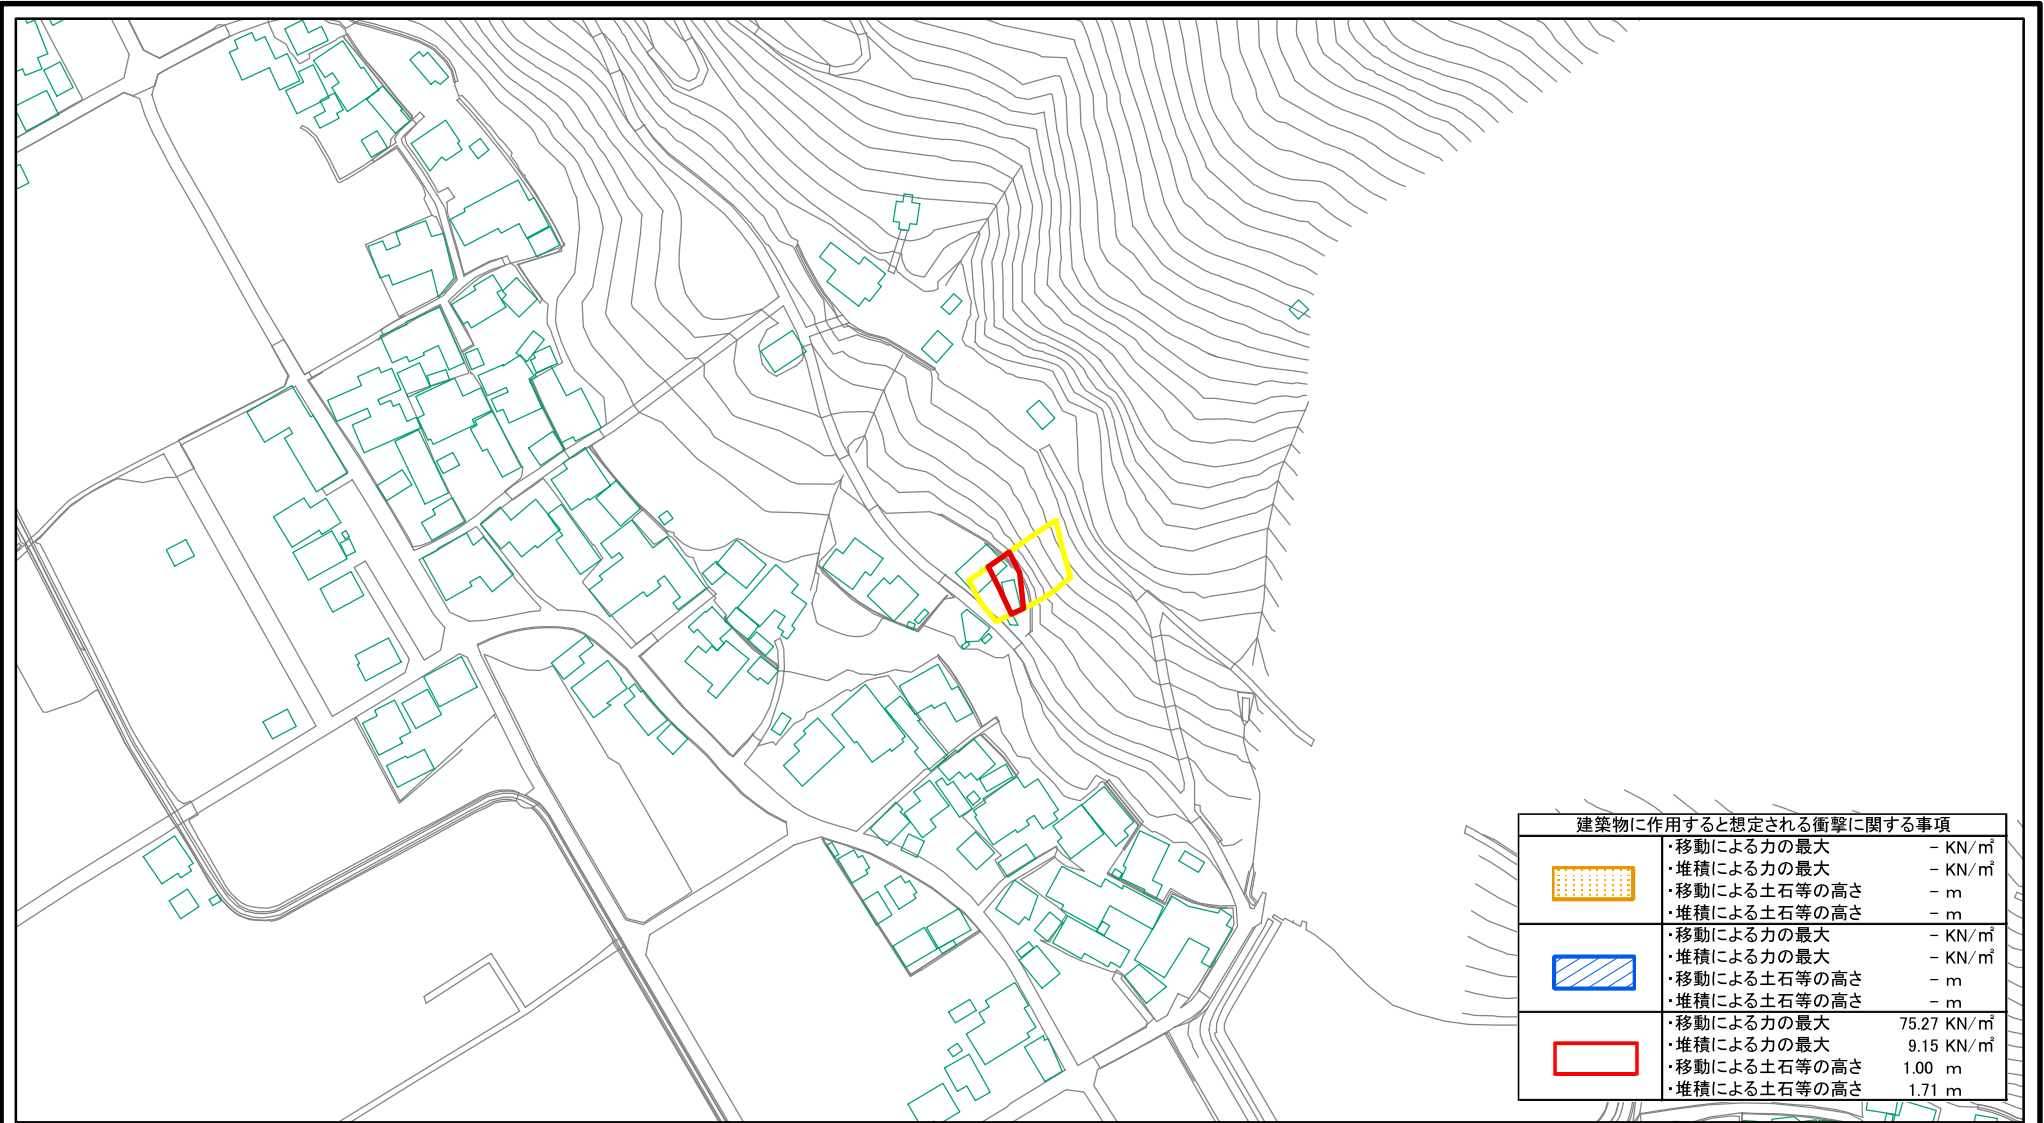 建築物に作用すると想定される衝撃に関する事項
・移動による力の最大 － KN/㎡
・堆積による力の最大 － KN/㎡
・移動による土石等の高さ － m
・堆積による土石等の高さ － m
・移動による力の最大 － KN/㎡
・堆積による力の最大 － KN/㎡
・移動による土石等の高さ － m
・堆積による土石等の高さ － m
・移動による力の最大 75.27 KN/㎡
・堆積による力の最大 9.15 KN/㎡
・移動による土石等の高さ 1.00 m
・堆積による土石等の高さ 1.71 m